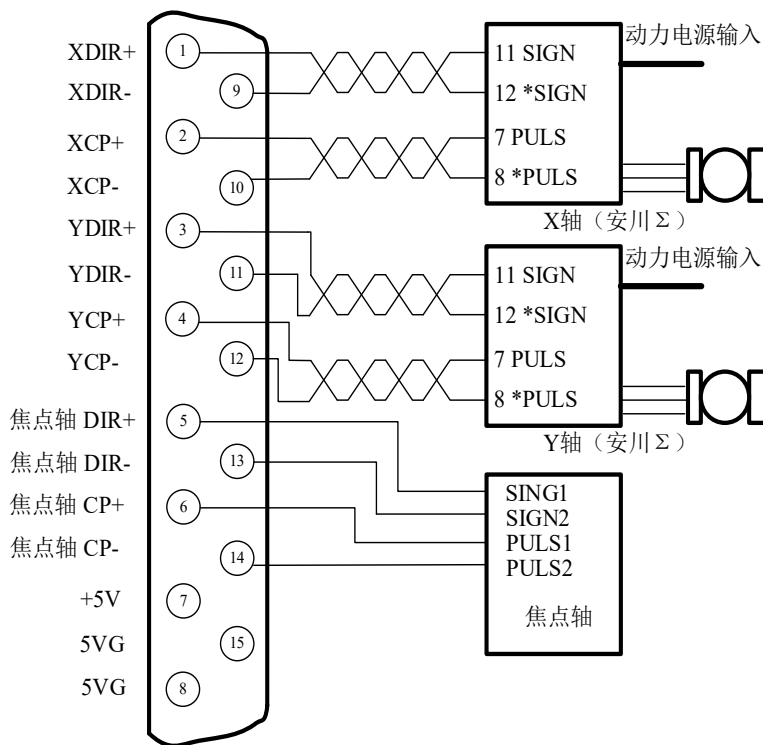 XDIR+
XDIR-
XCP+
XCP-
YDIR+
YDIR-
YCP+
YCP-
焦点轴 DIR+
焦点轴 DIR-
焦点轴 CP+
焦点轴 CP-
+5V
5VG
5VG
1
9
2
10
3
11
4
12
5
13
6
14
7
15
8
11 SIGN
12 *SIGN
7 PULS
8 *PULS
动力电源输入
X轴（安川Σ）
11 SIGN
12 *SIGN
7 PULS
8 *PULS
动力电源输入
Y轴（安川Σ）
SING1
SIGN2
PULS1
PULS2
焦点轴